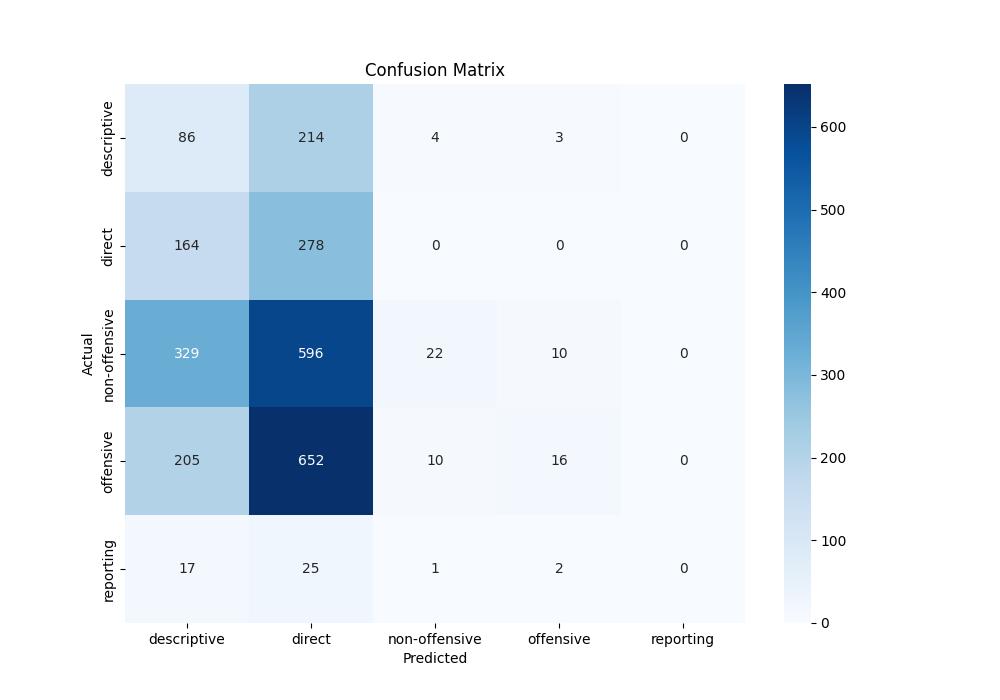 Confusion Matrix
Actual
descriptive 86 214 4 3 0
direct 164 278 0 0 0
non-offensive 329 596 22 10 0
offensive 205 652 10 16 0
reporting 17 25 1 2 0
descriptive direct non-offensive offensive reporting
Predicted
600
500
400
300
200
100
0